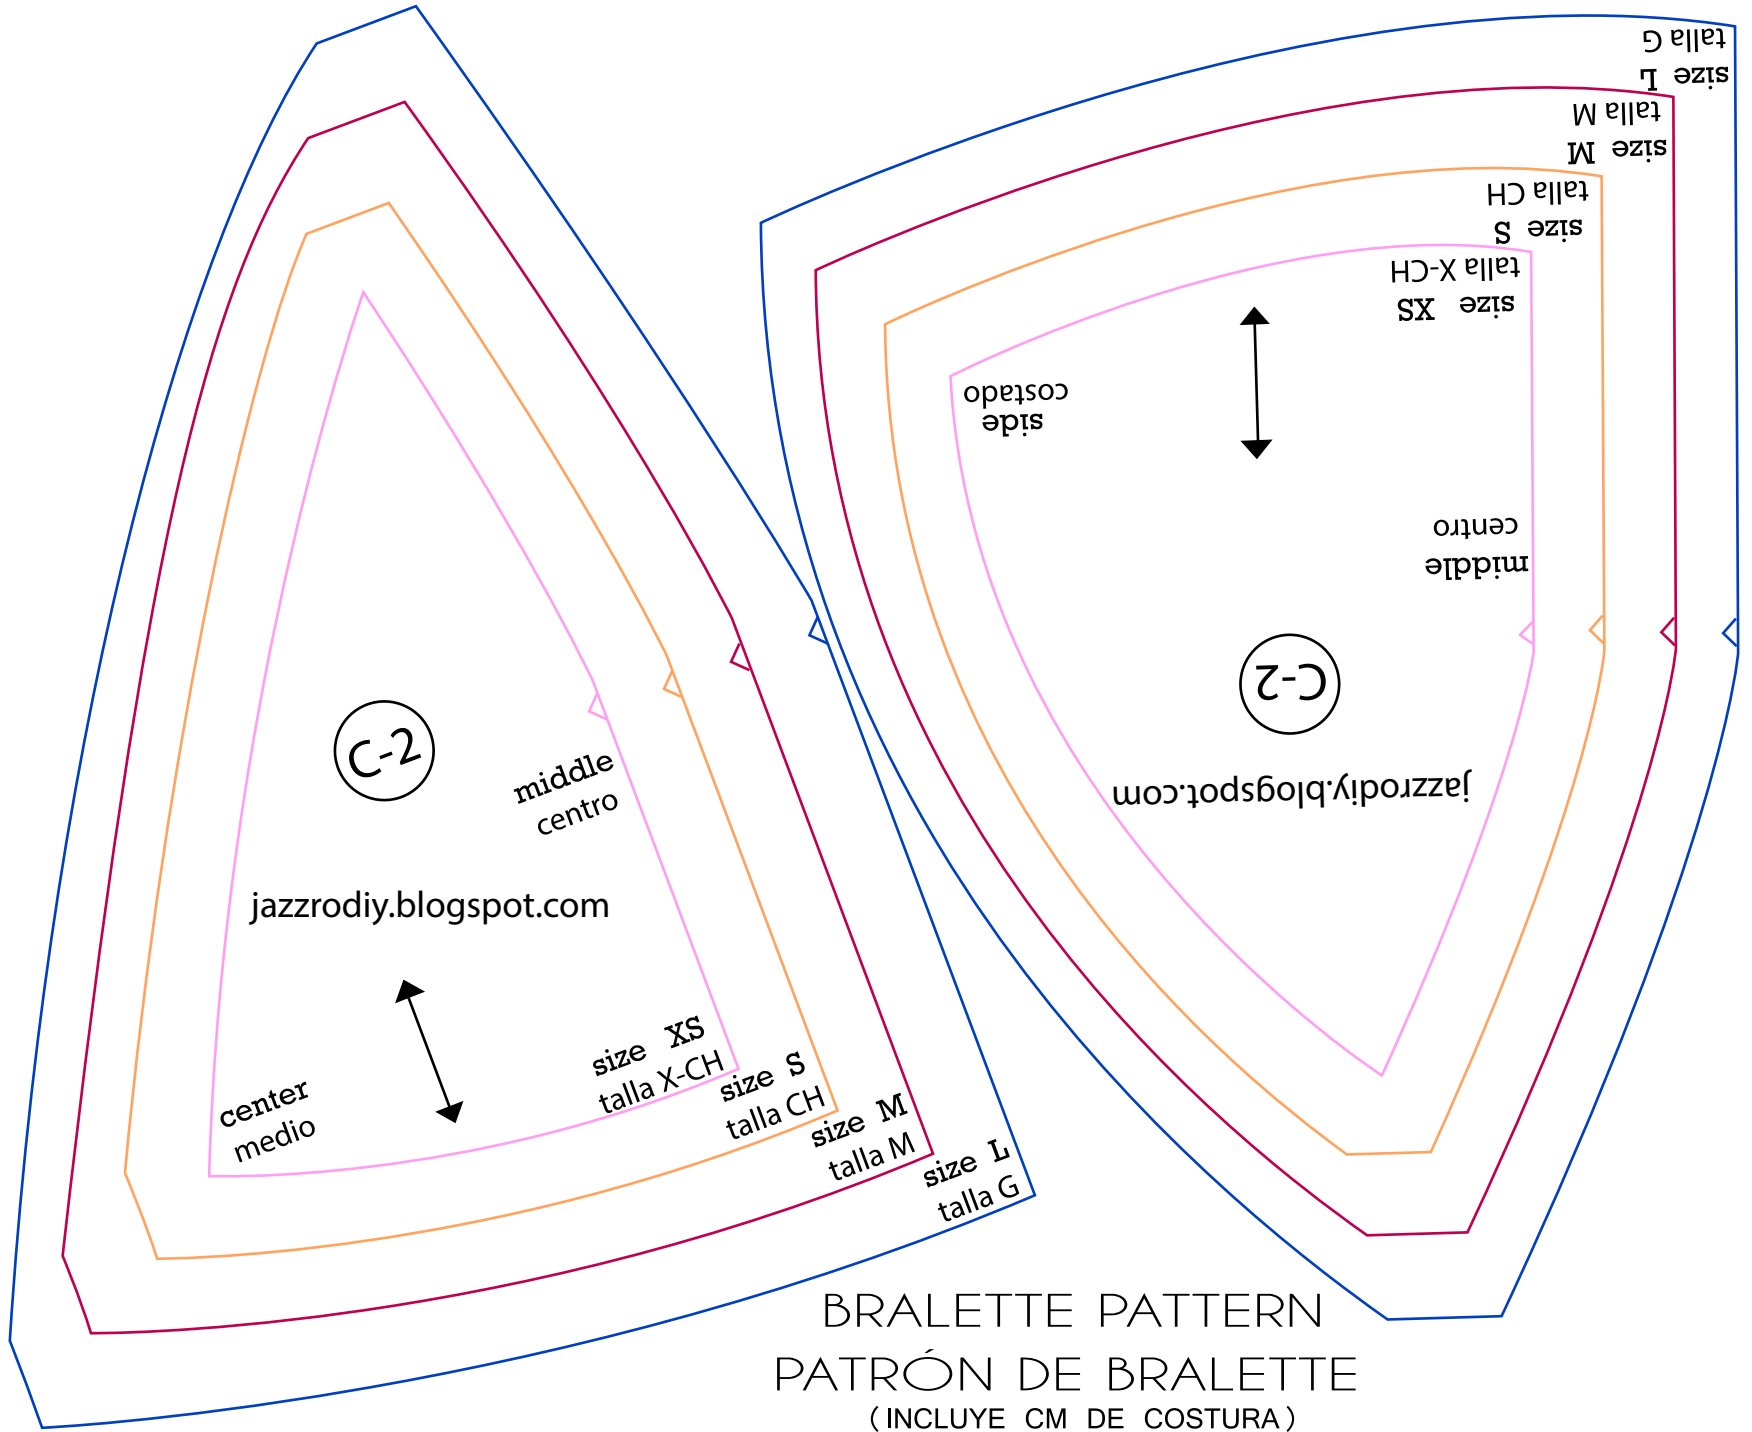 C-2
middle
centro
jazzrodiy.blogspot.com
center
medio
size XS
talla X-CH
size S
talla CH
size M
talla M
size L
talla G
jazzrodiy.blogspot.com
C-2
middle
centro
side
costado
size XS
talla X-CH
size S
talla CH
size M
talla M
size L
talla G
BRALETTE PATTERN
PATRÓN DE BRALETTE
(INCLUYE CM DE COSTURA)